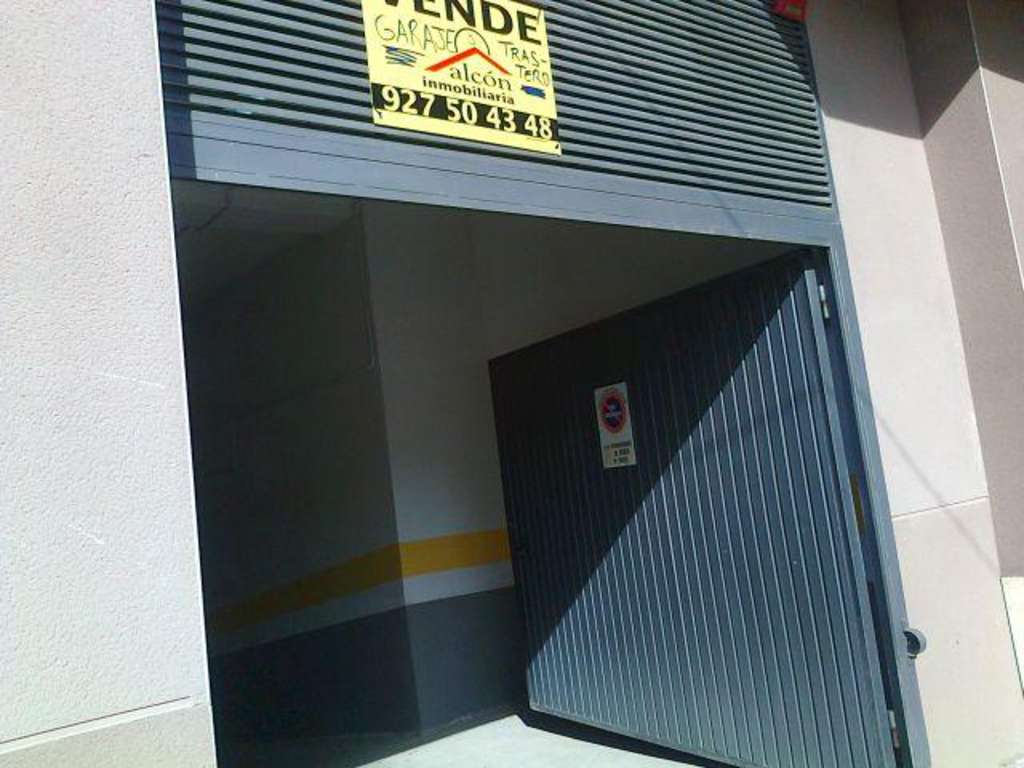 VENDE
GARAJE
TRAS-
TERO
alcón
inmobiliaria
927 50 43 48